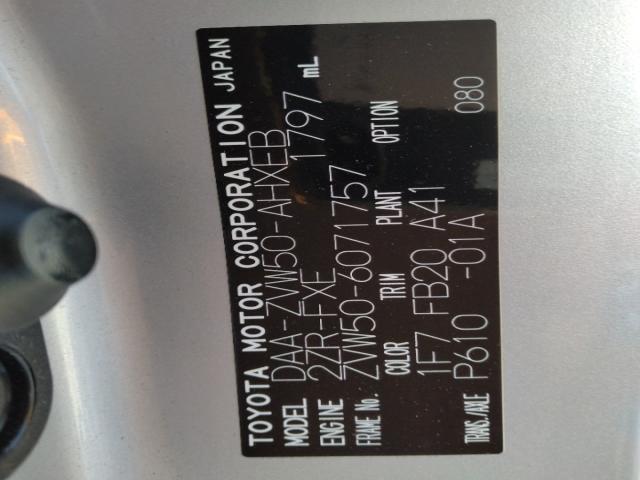 TOYOTA MOTOR CORPORATION JAPAN
MODEL DAA-ZVW50-AHXEB
ENGINE 2ZR-FXE 1797 mL
FRAME No. ZVW50-6071757
COLOR TRIM PLANT OPTION
1F7 FB20 A41
TRANS./AXLE P610 -01A 080